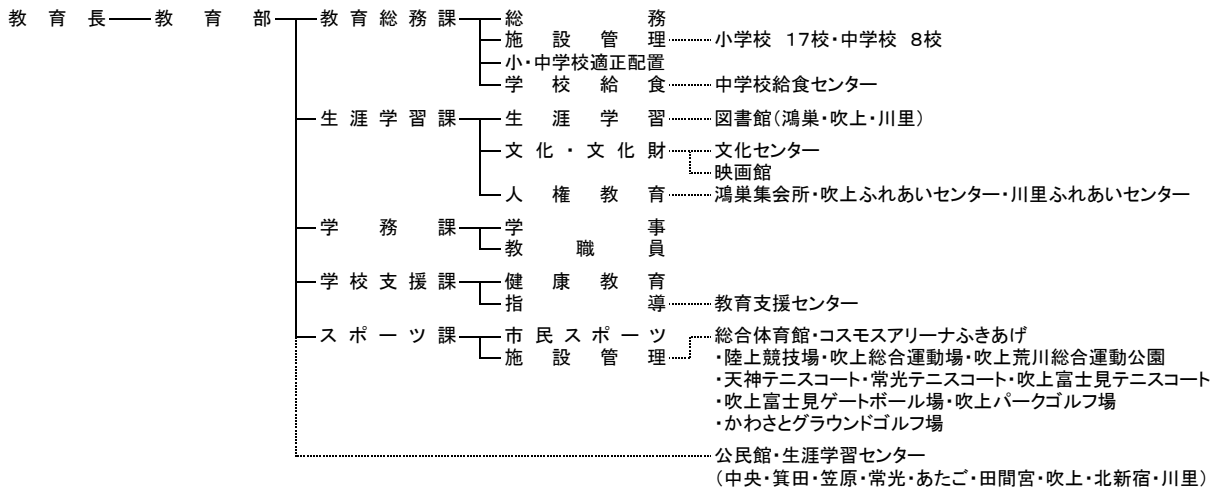 教育長 教育部 教育総務課 総務
施設管理 小学校 17校・中学校 8校
小・中学校適正配置
学校給食 中学校給食センター
生涯学習課 生涯学習 図書館(鴻巣・吹上・川里)
文化・文化財 文化センター
映画館
人権教育 鴻巣集会所・吹上ふれあいセンター・川里ふれあいセンター
学務課 学事
教職員
学校支援課 健康教育
指導 教育支援センター
スポーツ課 市民スポーツ 総合体育館・コスモスアリーナふきあげ
施設管理 ・陸上競技場・吹上総合運動場・吹上荒川総合運動公園
・天神テニスコート・常光テニスコート・吹上富士見テニスコート
・吹上富士見ゲートボール場・吹上パークゴルフ場
・かわさとグラウンドゴルフ場
公民館・生涯学習センター
(中央・箕田・笠原・常光・あたご・田間宮・吹上・北新宿・川里)